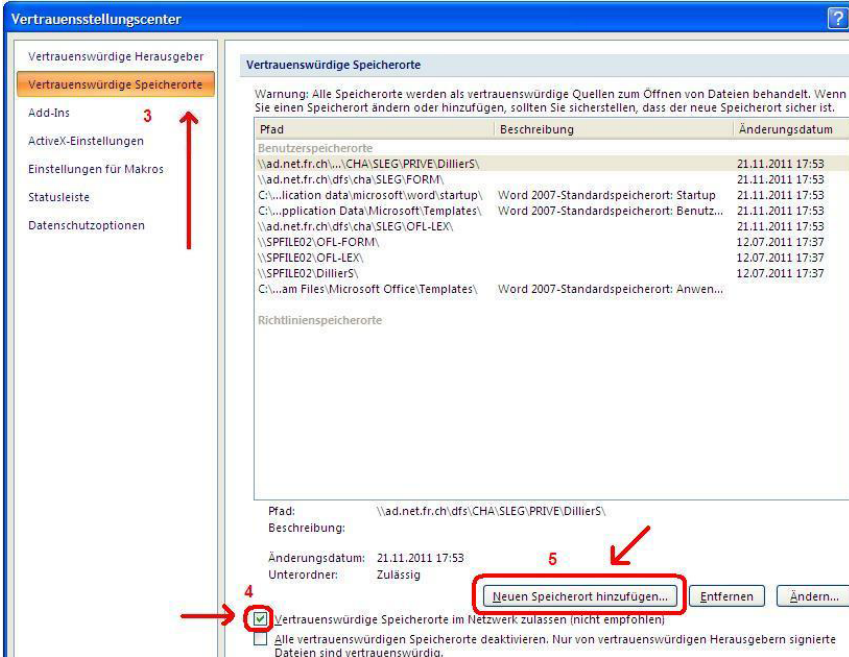 Vertrauensstellungscenter ?
Vertrauenswürdige Herausgeber
Vertrauenswürdige Speicherorte
Add-Ins
3
ActiveX-Einstellungen
Einstellungen für Makros
Statusleiste
Datenschutzoptionen
Vertrauenswürdige Speicherorte
Warnung: Alle Speicherorte werden als vertrauenswürdige Quellen zum Öffnen von Dateien behandelt. Wenn
Sie einen Speicherort ändern oder hinzufügen, sollten Sie sicherstellen, dass der neue Speicherort sicher ist.
Pfad Beschreibung Änderungsdatum
Benutzerspeicherorte
\\ad.net.fr.ch\...\CHA\SLEG\PRIVE\DillierS\ 21.11.2011 17:53
\\ad.net.fr.ch\dfs\cha\SLEG\FORM\ 21.11.2011 17:53
C:\...lication data\microsoft\word\startup\ Word 2007-Standardspeicherort: Startup 21.11.2011 17:53
C:\...pplication Data\Microsoft\Templates\ Word 2007-Standardspeicherort: Benutz... 21.11.2011 17:53
\\ad.net.fr.ch\dfs\cha\SLEG\OFL-LEX\ 21.11.2011 17:53
\\SPFILE02\OFL-FORM\ 12.07.2011 17:37
\\SPFILE02\OFL-LEX\ 12.07.2011 17:37
\\SPFILE02\DillierS\ 12.07.2011 17:37
C:\...am Files\Microsoft Office\Templates\ Word 2007-Standardspeicherort: Anwen...
Richtlinienspeicherorte
Pfad: \\ad.net.fr.ch\dfs\CHA\SLEG\PRIVE\DillierS\
Beschreibung:
Änderungsdatum: 21.11.2011 17:53
Unterordner: Zulässig
5
Neuen Speicherort hinzufügen... Entfernen Ändern...
4
Vertrauenswürdige Speicherorte im Netzwerk zulassen (nicht empfohlen)
Alle vertrauenswürdigen Speicherorte deaktivieren. Nur von vertrauenswürdigen Herausgebern signierte
Dateien sind vertrauenswürdig.